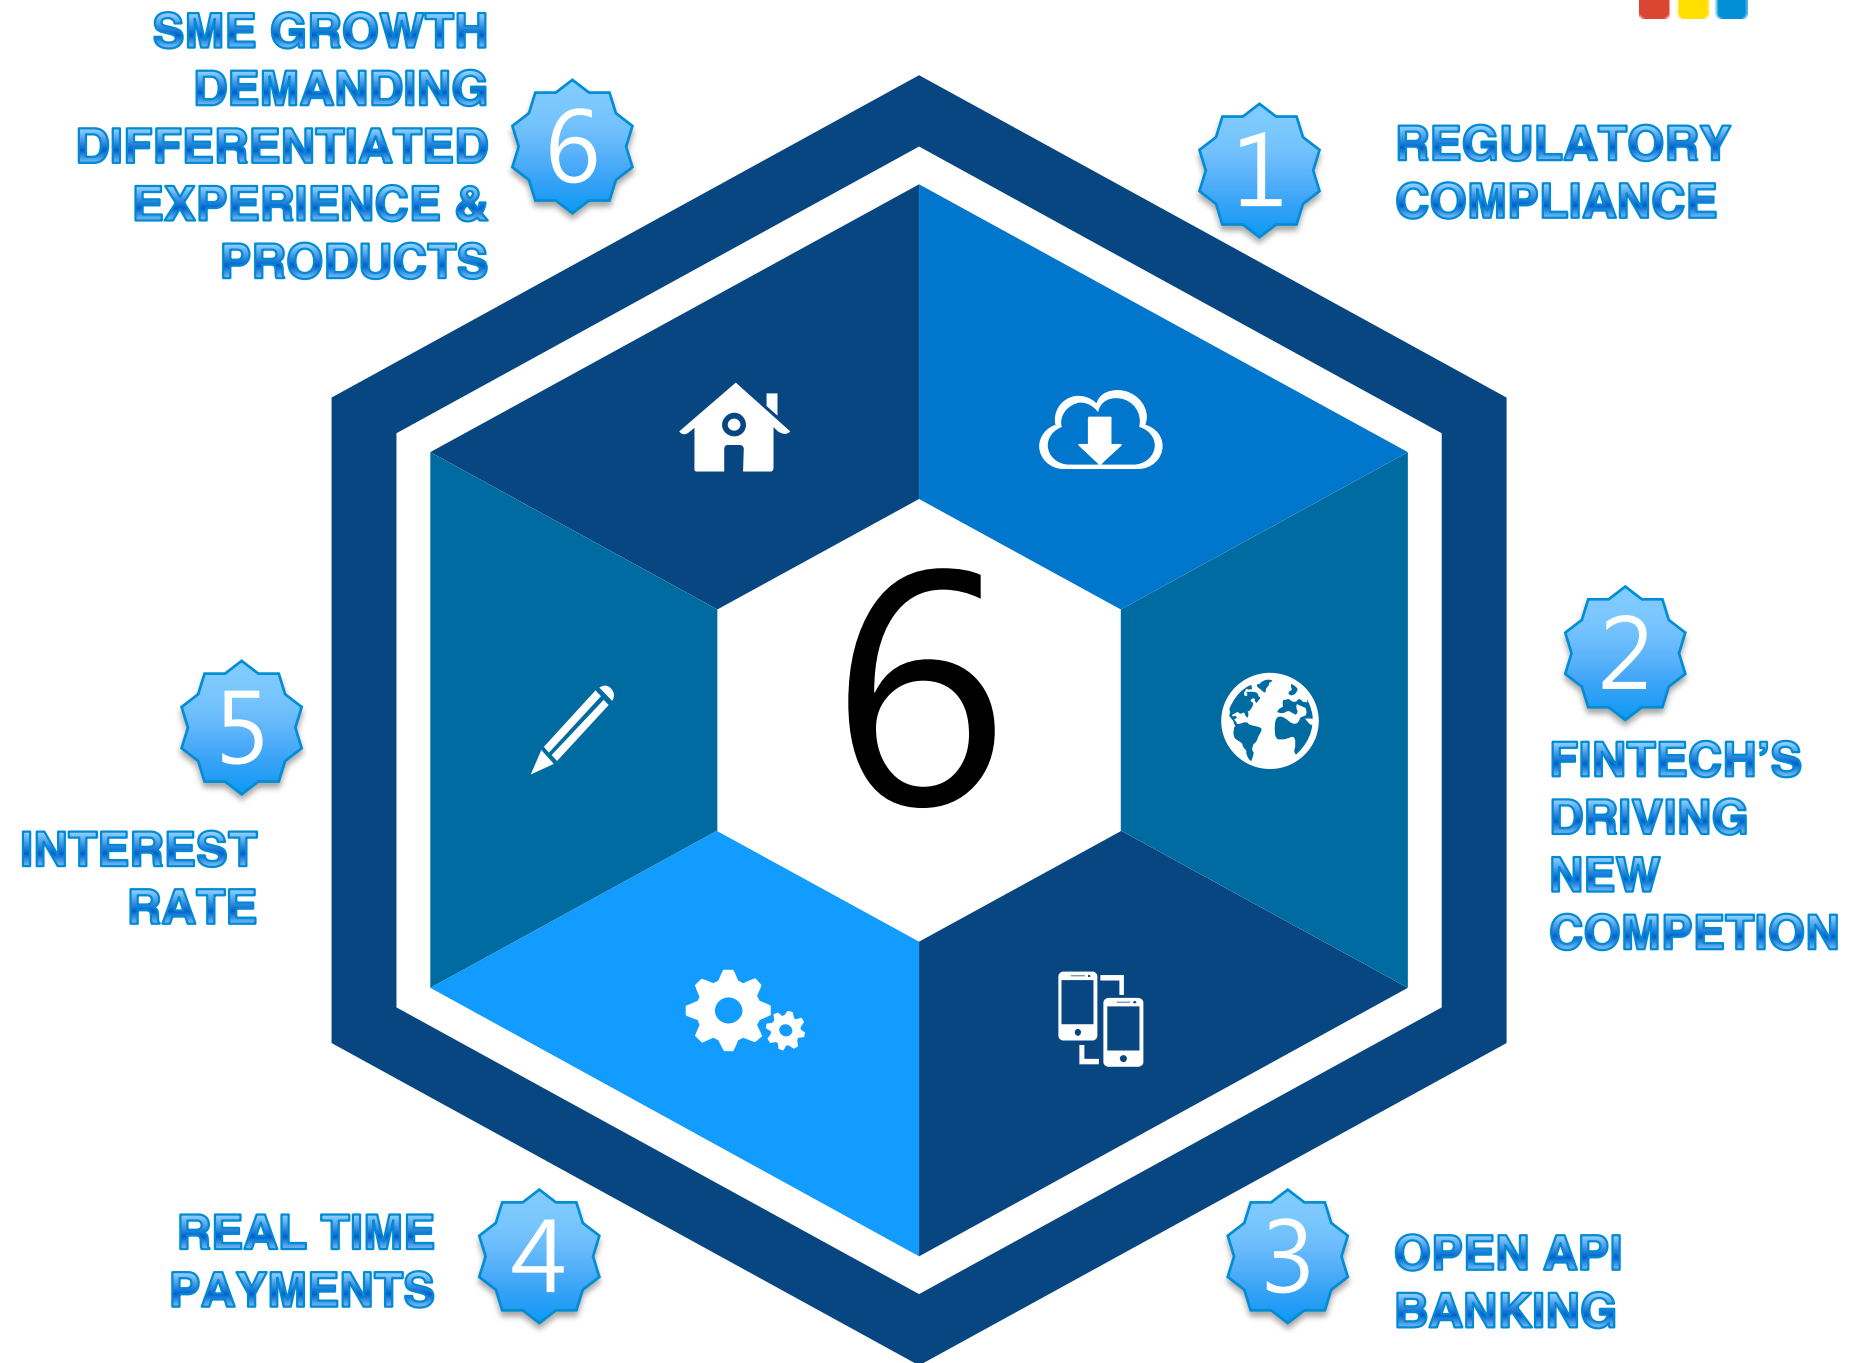 SME GROWTH
DEMANDING
DIFFERENTIATED
EXPERIENCE &
PRODUCTS
6
1
REGULATORY
COMPLIANCE
6
2
FINTECH’S
DRIVING
NEW
COMPETION
5
INTEREST
RATE
4
REAL TIME
PAYMENTS
3
OPEN API
BANKING